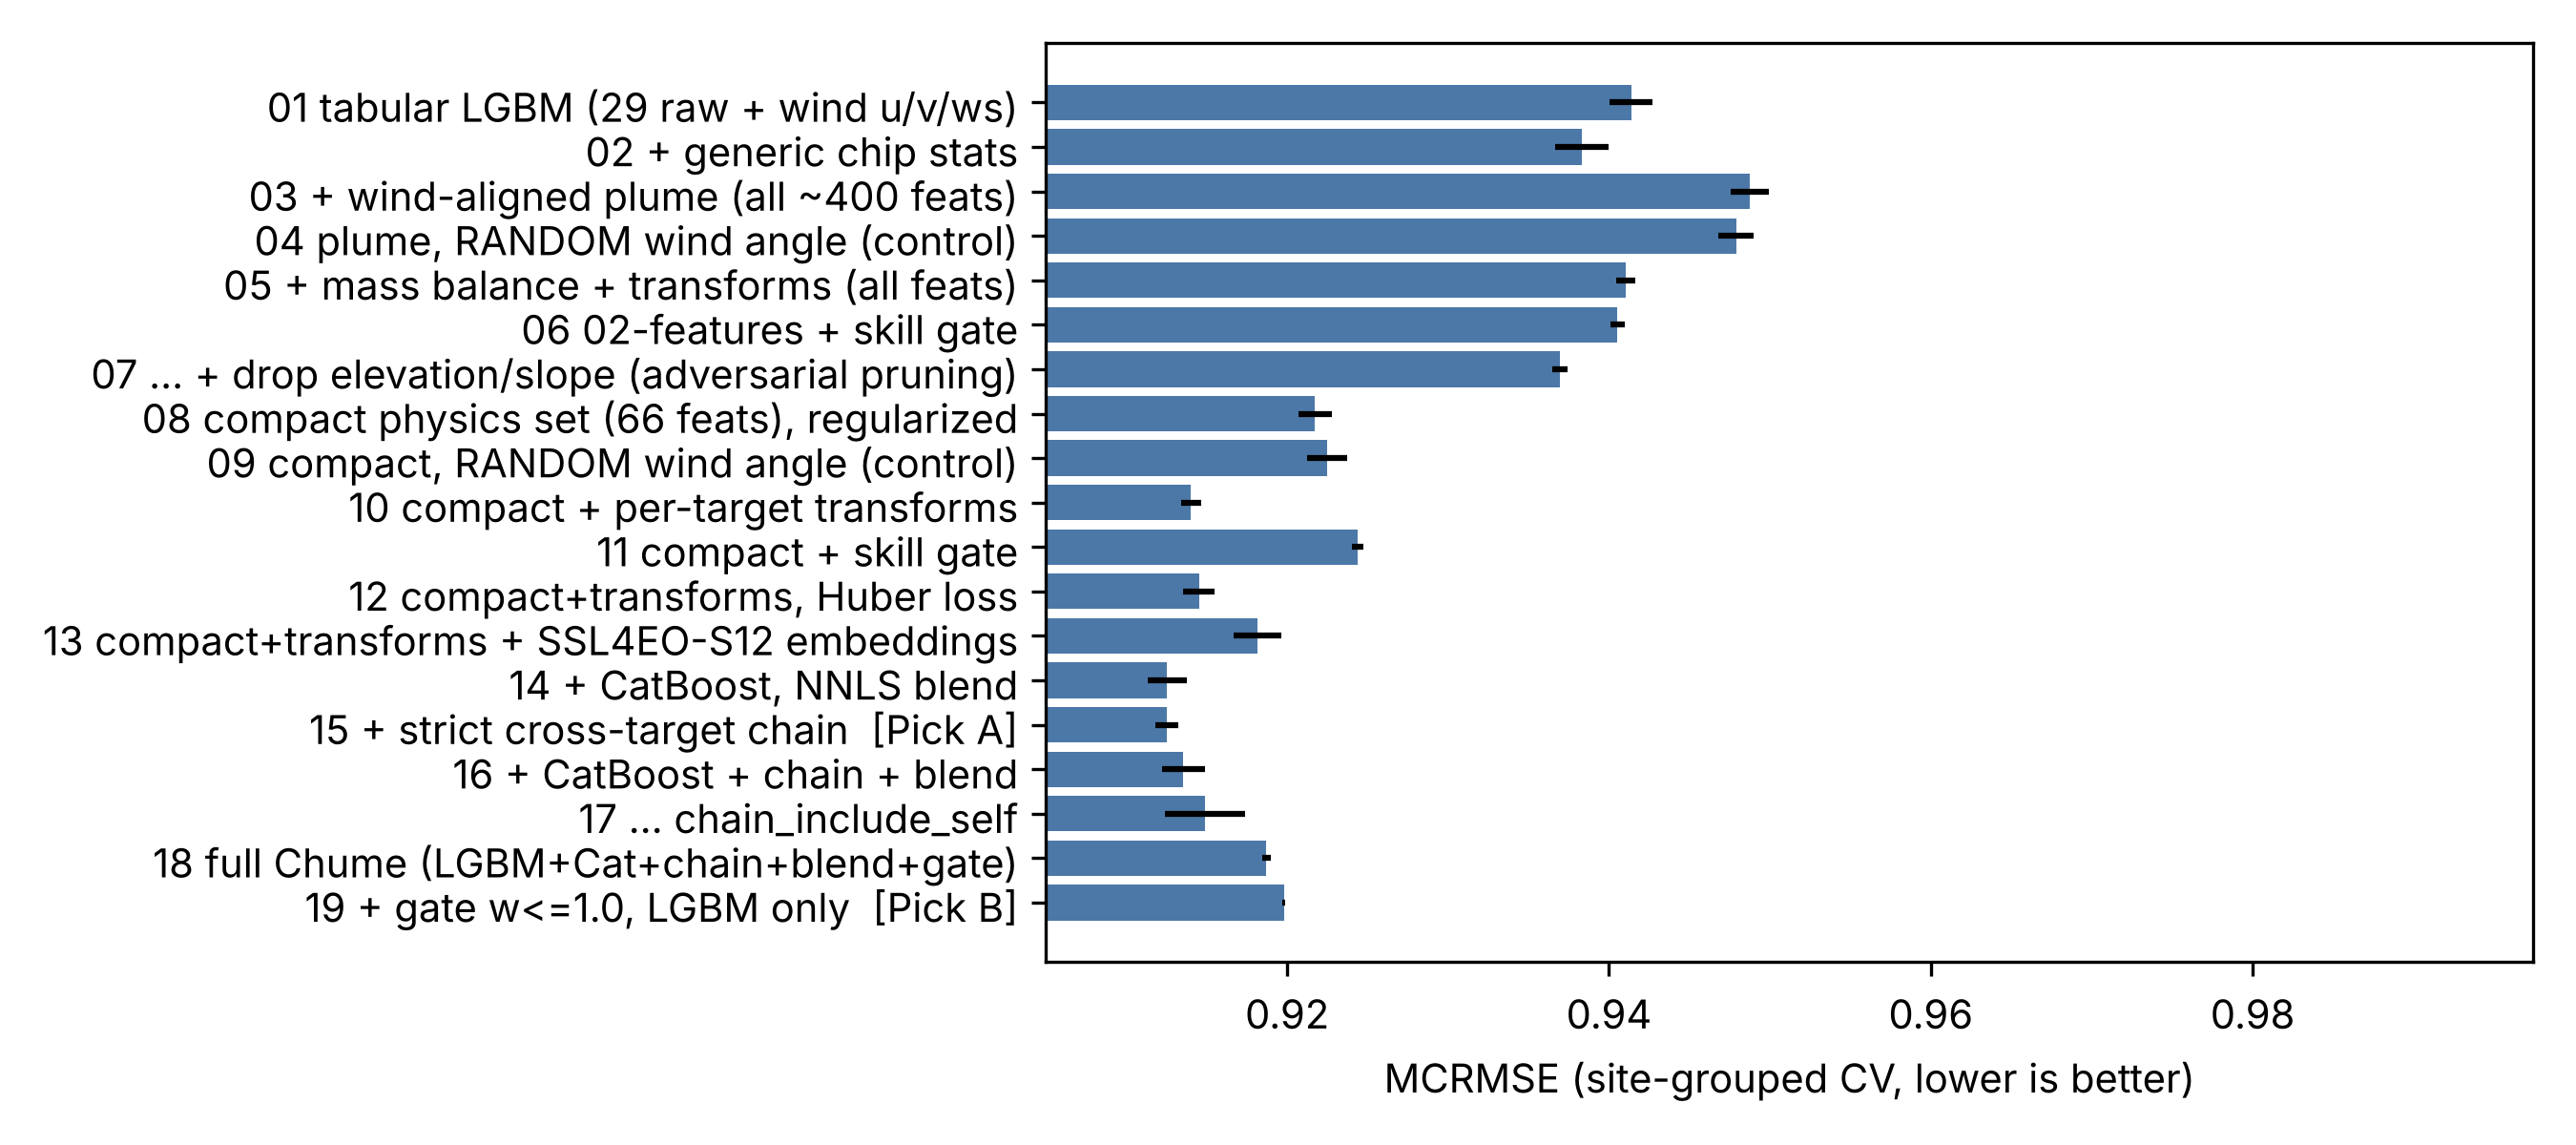 01 tabular LGBM (29 raw + wind u/v/ws)
02 + generic chip stats
03 + wind-aligned plume (all ~400 feats)
04 plume, RANDOM wind angle (control)
05 + mass balance + transforms (all feats)
06 02-features + skill gate
07 ... + drop elevation/slope (adversarial pruning)
08 compact physics set (66 feats), regularized
09 compact, RANDOM wind angle (control)
10 compact + per-target transforms
11 compact + skill gate
12 compact+transforms, Huber loss
13 compact+transforms + SSL4EO-S12 embeddings
14 + CatBoost, NNLS blend
15 + strict cross-target chain  [Pick A]
16 + CatBoost + chain + blend
17 ... chain_include_self
18 full Chume (LGBM+Cat+chain+blend+gate)
19 + gate w<=1.0, LGBM only  [Pick B]
0.92 0.94 0.96 0.98
MCRMSE (site-grouped CV, lower is better)